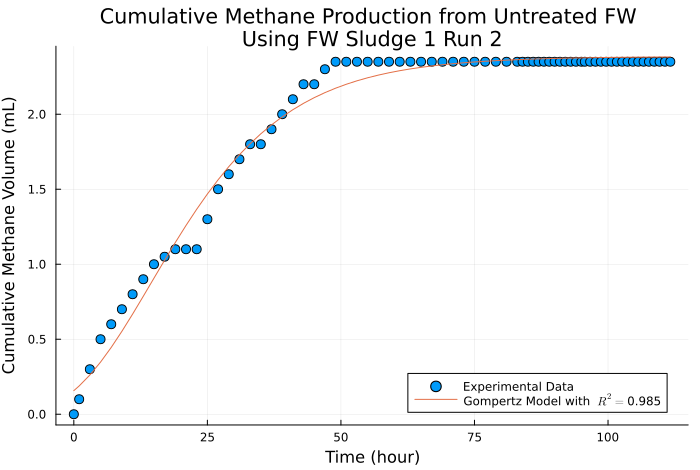 Cumulative Methane Production from Untreated FW
Using FW Sludge 1 Run 2
Cumulative Methane Volume (mL)
2.0
1.5
1.0
0.5
0.0
Experimental Data
Gompertz Model with R² = 0.985
0 25 50 75 100
Time (hour)